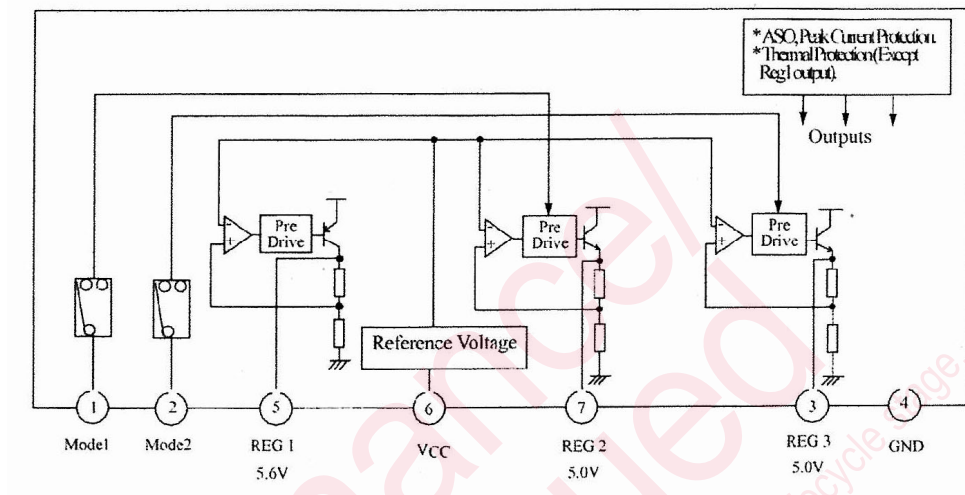 * ASO, Peak Current Protection.
* Thermal Protection (Except
Reg1 output).
Outputs
Pre
Drive
Pre
Drive
Pre
Drive
Reference Voltage
1
2
5
6
7
3
4
Mode1
Mode2
REG 1
VCC
REG 2
REG 3
GND
5.6V
5.0V
5.0V
ecycle stage.